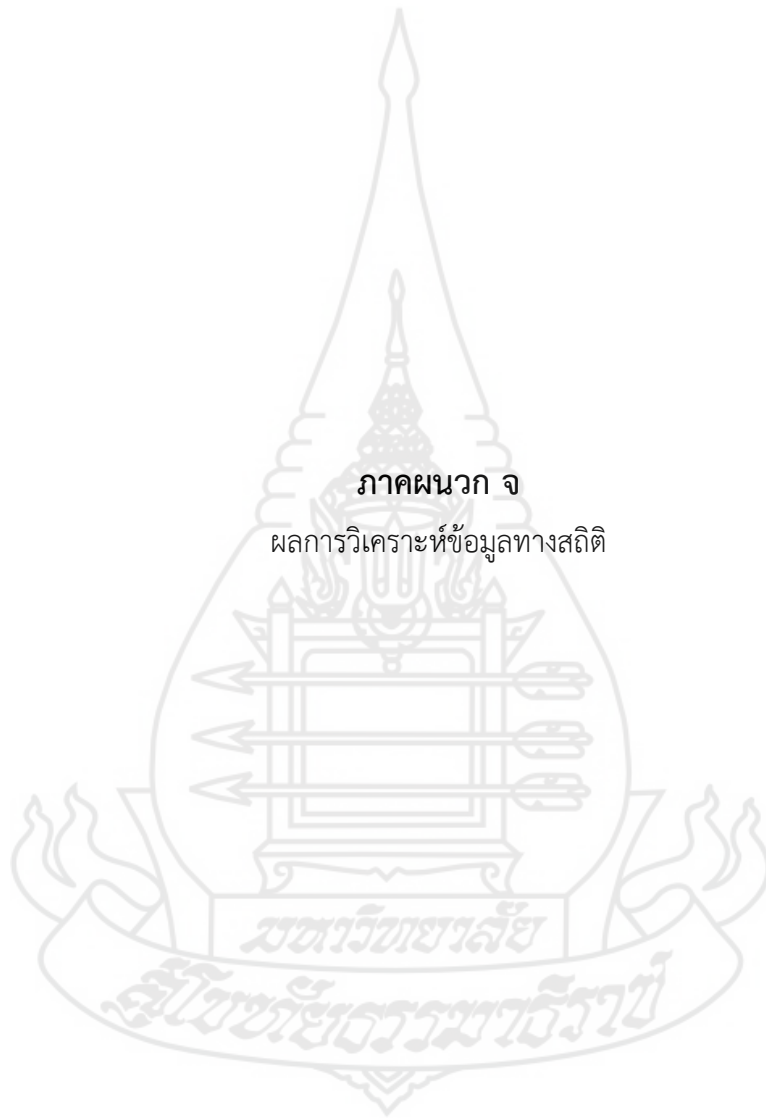 ภาคผนวก จ
ผลการวิเคราะห์ข้อมูลทางสถิติ
มหาวิทยาลัย
สุโขทัยธรรมาธิราช